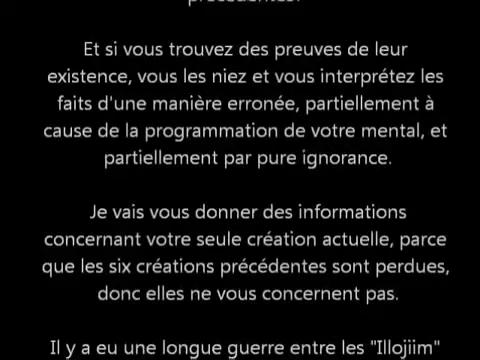 précédentes.
Et si vous trouvez des preuves de leur
existence, vous les niez et vous interprétez les
faits d'une manière erronée, partiellement à
cause de la programmation de votre mental, et
partiellement par pure ignorance.
Je vais vous donner des informations
concernant votre seule création actuelle, parce
que les six créations précédentes sont perdues,
donc elles ne vous concernent pas.
Il y a eu une longue guerre entre les "Illojiim"